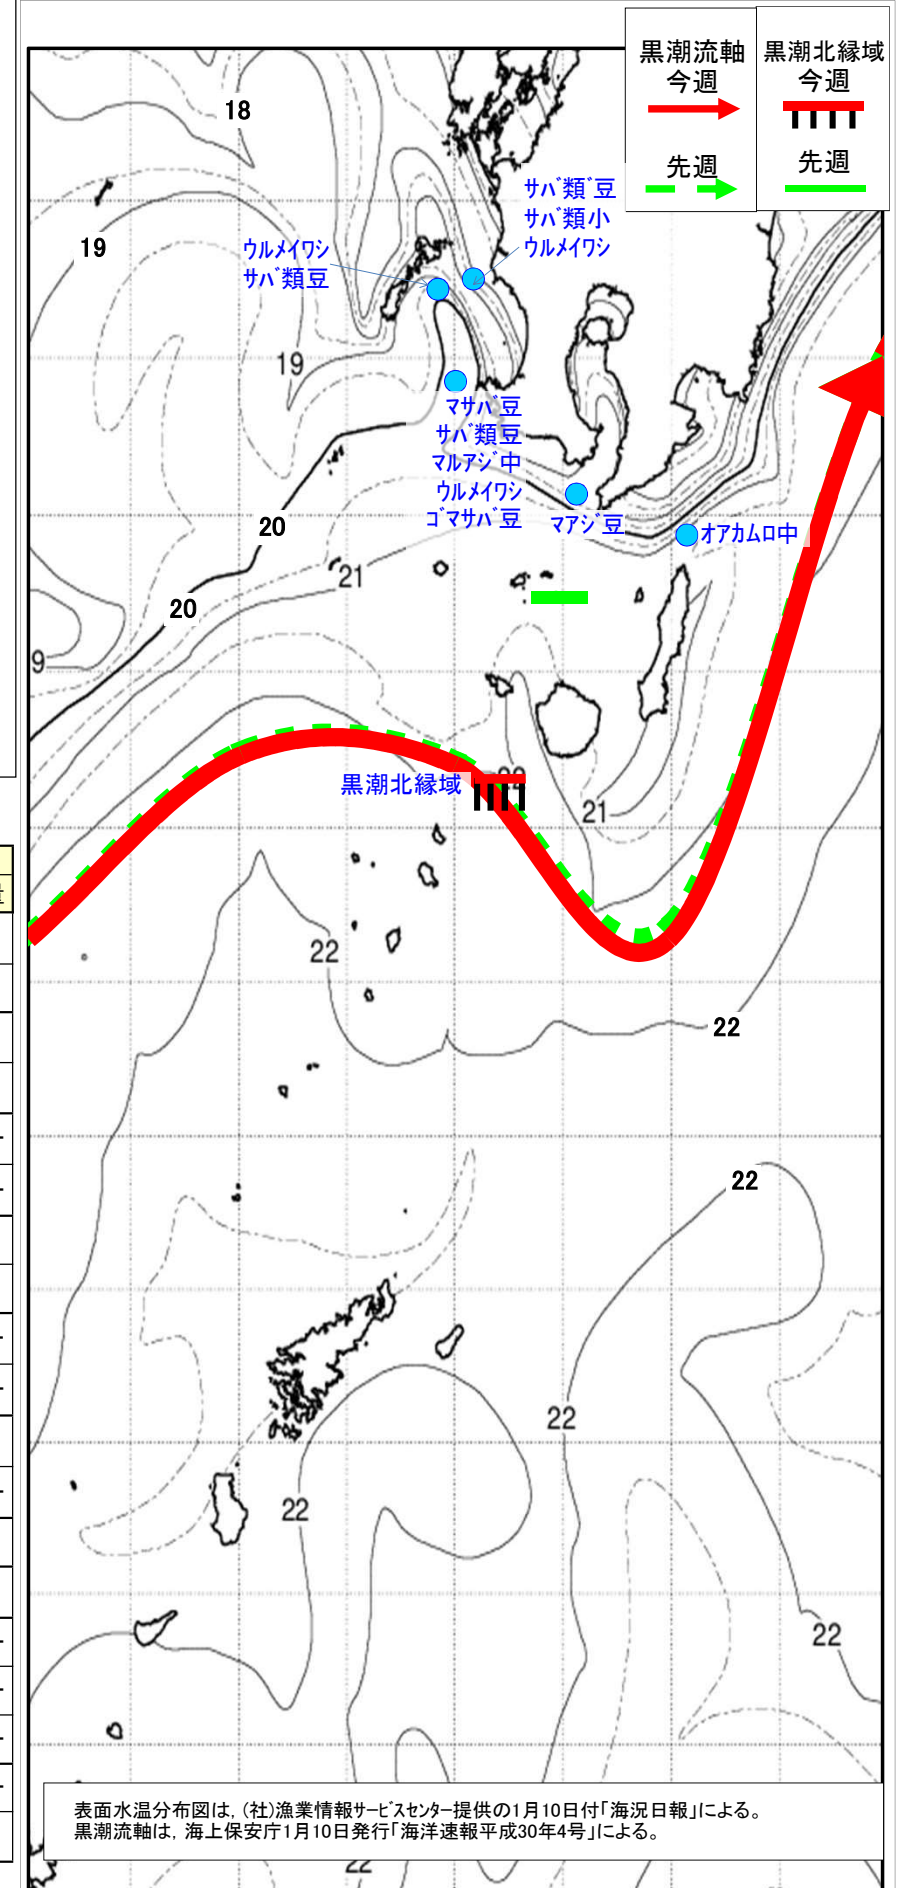 黒潮流軸
今週
先週
黒潮北縁域
今週
先週
18
19
ｻﾊﾞ類ﾞ豆
ｻﾊﾞ類小
ｳﾙﾒｲﾜｼ
ｳﾙﾒｲﾜｼ
ｻﾊﾞ類豆
19
ﾏｻﾊﾞ豆
ｻﾊﾞ類豆
ﾏﾙｱｼﾞ中
ｳﾙﾒｲﾜｼ
ｺﾞﾏｻﾊﾞ豆
ﾏｱｼﾞ豆
ｵｱｶﾑﾛ中
20
21
20
9
黒潮北縁域
22
21
22
22
22
22
22
22
表面水温分布図は，(社)漁業情報ｻｰﾋﾞｽｾﾝﾀｰ提供の1月10日付｢海況日報｣による。
黒潮流軸は，海上保安庁1月10日発行｢海洋速報平成30年4号｣による。
22